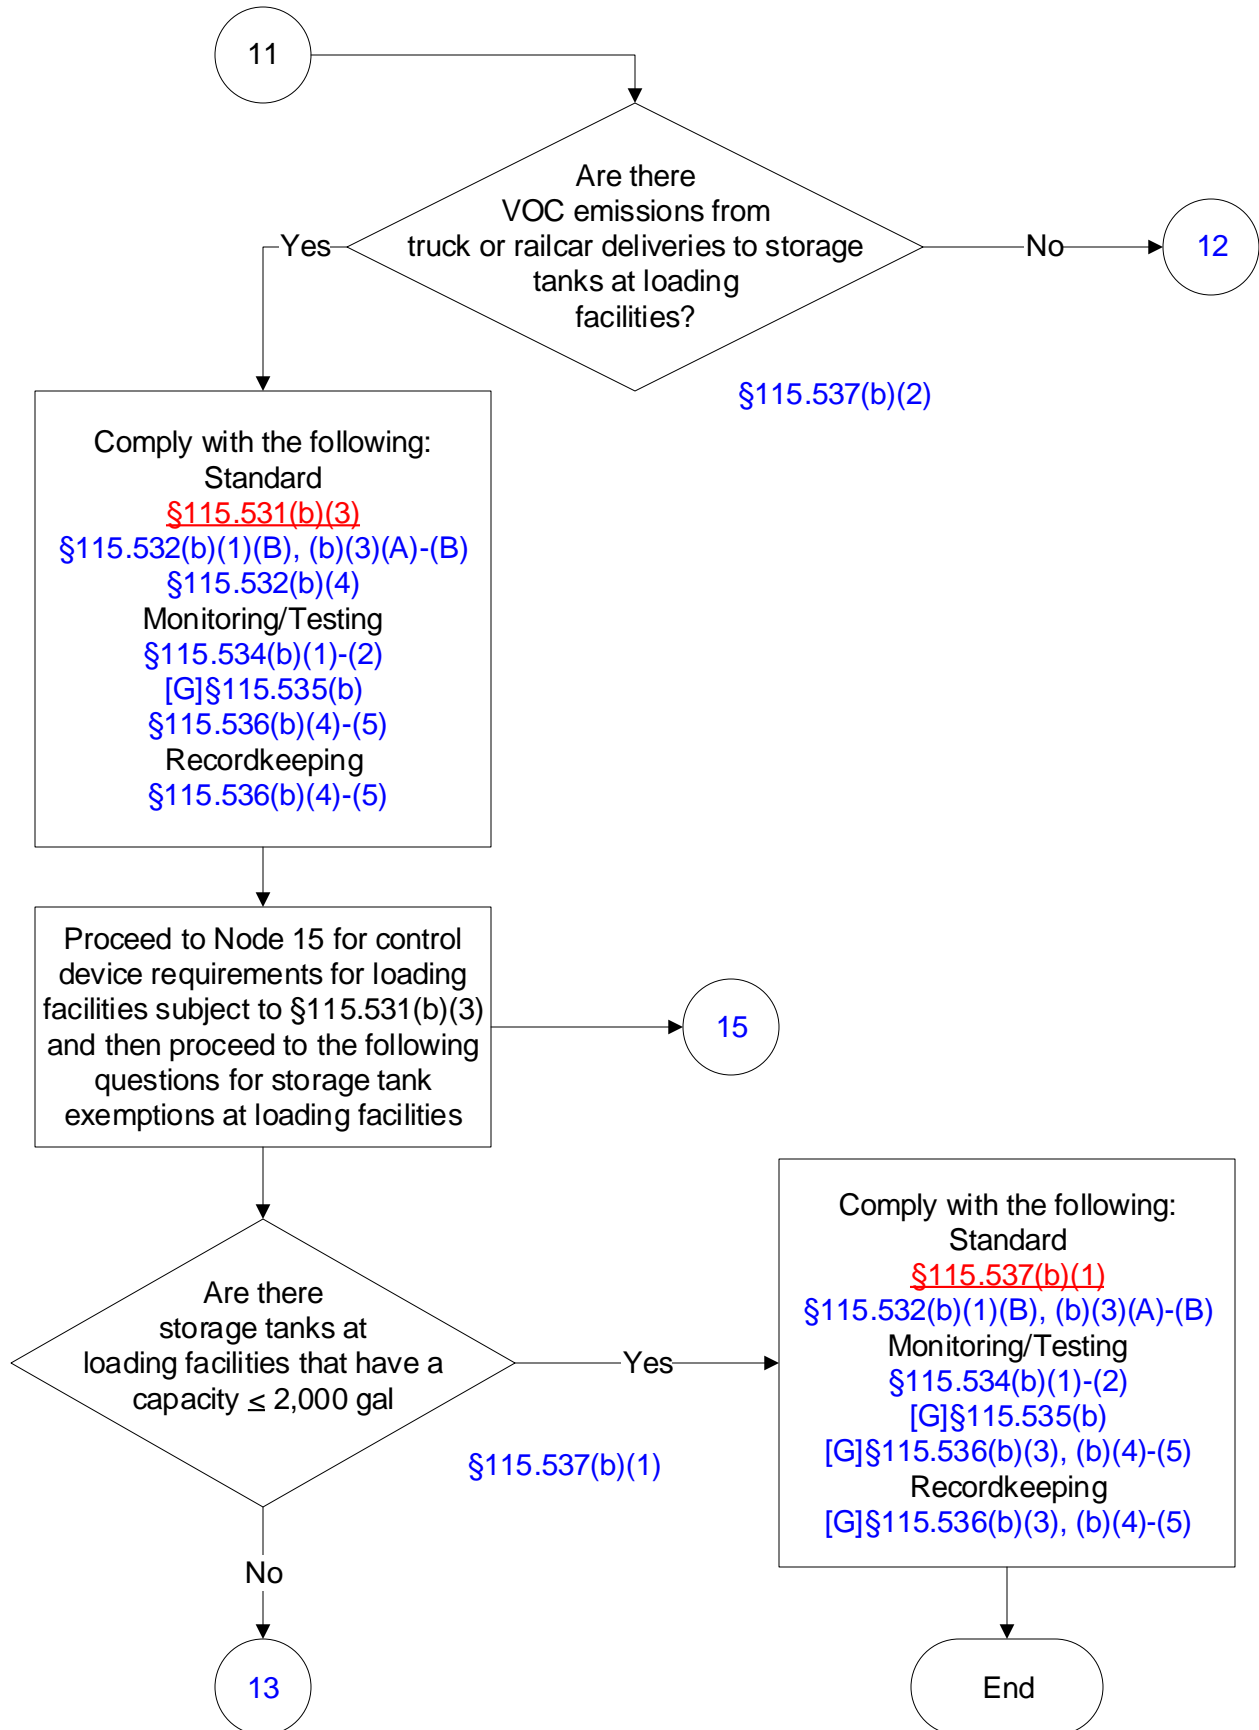 11
Are there
VOC emissions from
truck or railcar deliveries to storage
tanks at loading
facilities?
Yes
No
12
§115.537(b)(2)
Comply with the following:
Standard
§115.531(b)(3)
§115.532(b)(1)(B), (b)(3)(A)-(B)
§115.532(b)(4)
Monitoring/Testing
§115.534(b)(1)-(2)
[G]§115.535(b)
§115.536(b)(4)-(5)
Recordkeeping
§115.536(b)(4)-(5)
Proceed to Node 15 for control
device requirements for loading
facilities subject to §115.531(b)(3)
and then proceed to the following
questions for storage tank
exemptions at loading facilities
15
Are there
storage tanks at
loading facilities that have a
capacity ≤ 2,000 gal
Yes
§115.537(b)(1)
Comply with the following:
Standard
§115.537(b)(1)
§115.532(b)(1)(B), (b)(3)(A)-(B)
Monitoring/Testing
§115.534(b)(1)-(2)
[G]§115.535(b)
[G]§115.536(b)(3), (b)(4)-(5)
Recordkeeping
[G]§115.536(b)(3), (b)(4)-(5)
No
13
End